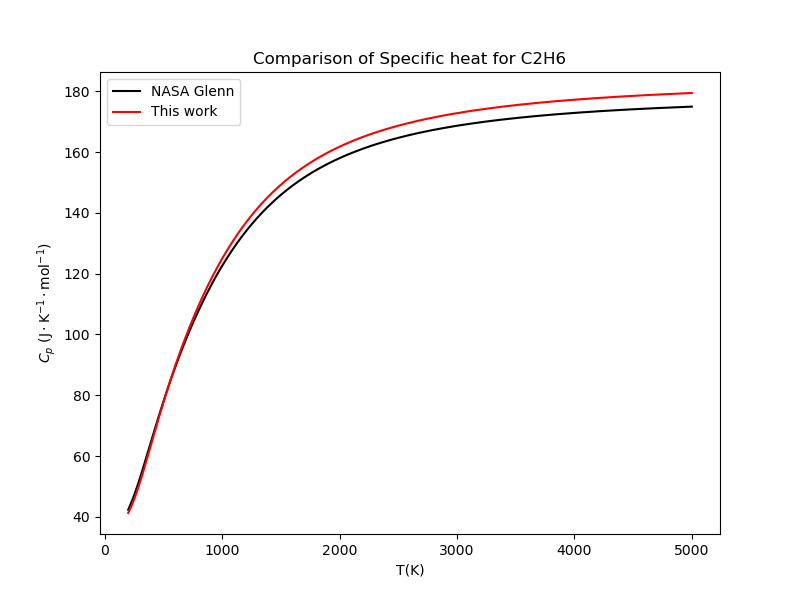 Comparison of Specific heat for C2H6
NASA Glenn
This work
180
160
140
120
100
80
60
40
$C_p$ (J · K⁻¹ · mol⁻¹)
0 1000 2000 3000 4000 5000
T(K)